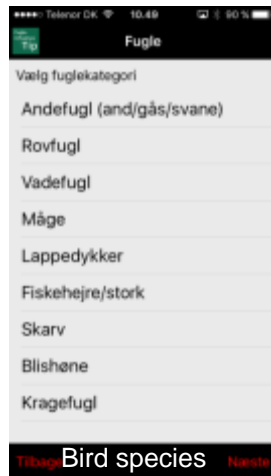 Telenor DK 10.49 90 %
Tip
Fugle
Vælg fuglekategori
Andefugl (and/gås/svane)
Rovfugl
Vadefugl
Måge
Lappedykker
Fiskehejre/stork
Skarv
Blishøne
Kragefugl
Tilbage Bird species Næste